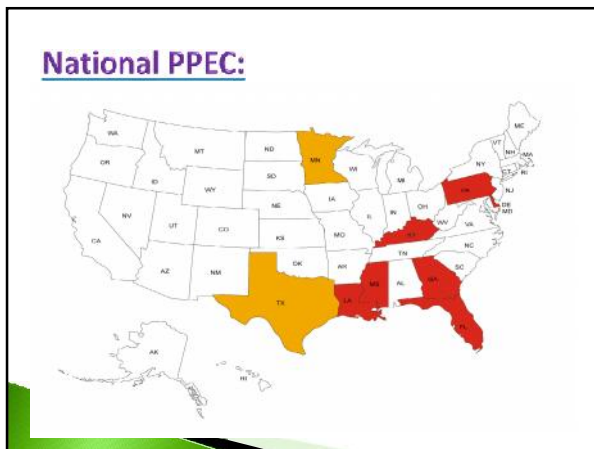 National PPEC:
WA
MT
ND
MN
ME
OR
ID
SD
WI
VT
NH
MA
NY
CT
RI
WY
MI
PA
NJ
IA
NE
NV
UT
CO
IL
IN
OH
DE
MD
WV
VA
KS
MO
KY
CA
NC
TN
AZ
NM
OK
AR
SC
MS
AL
GA
TX
LA
FL
AK
HI